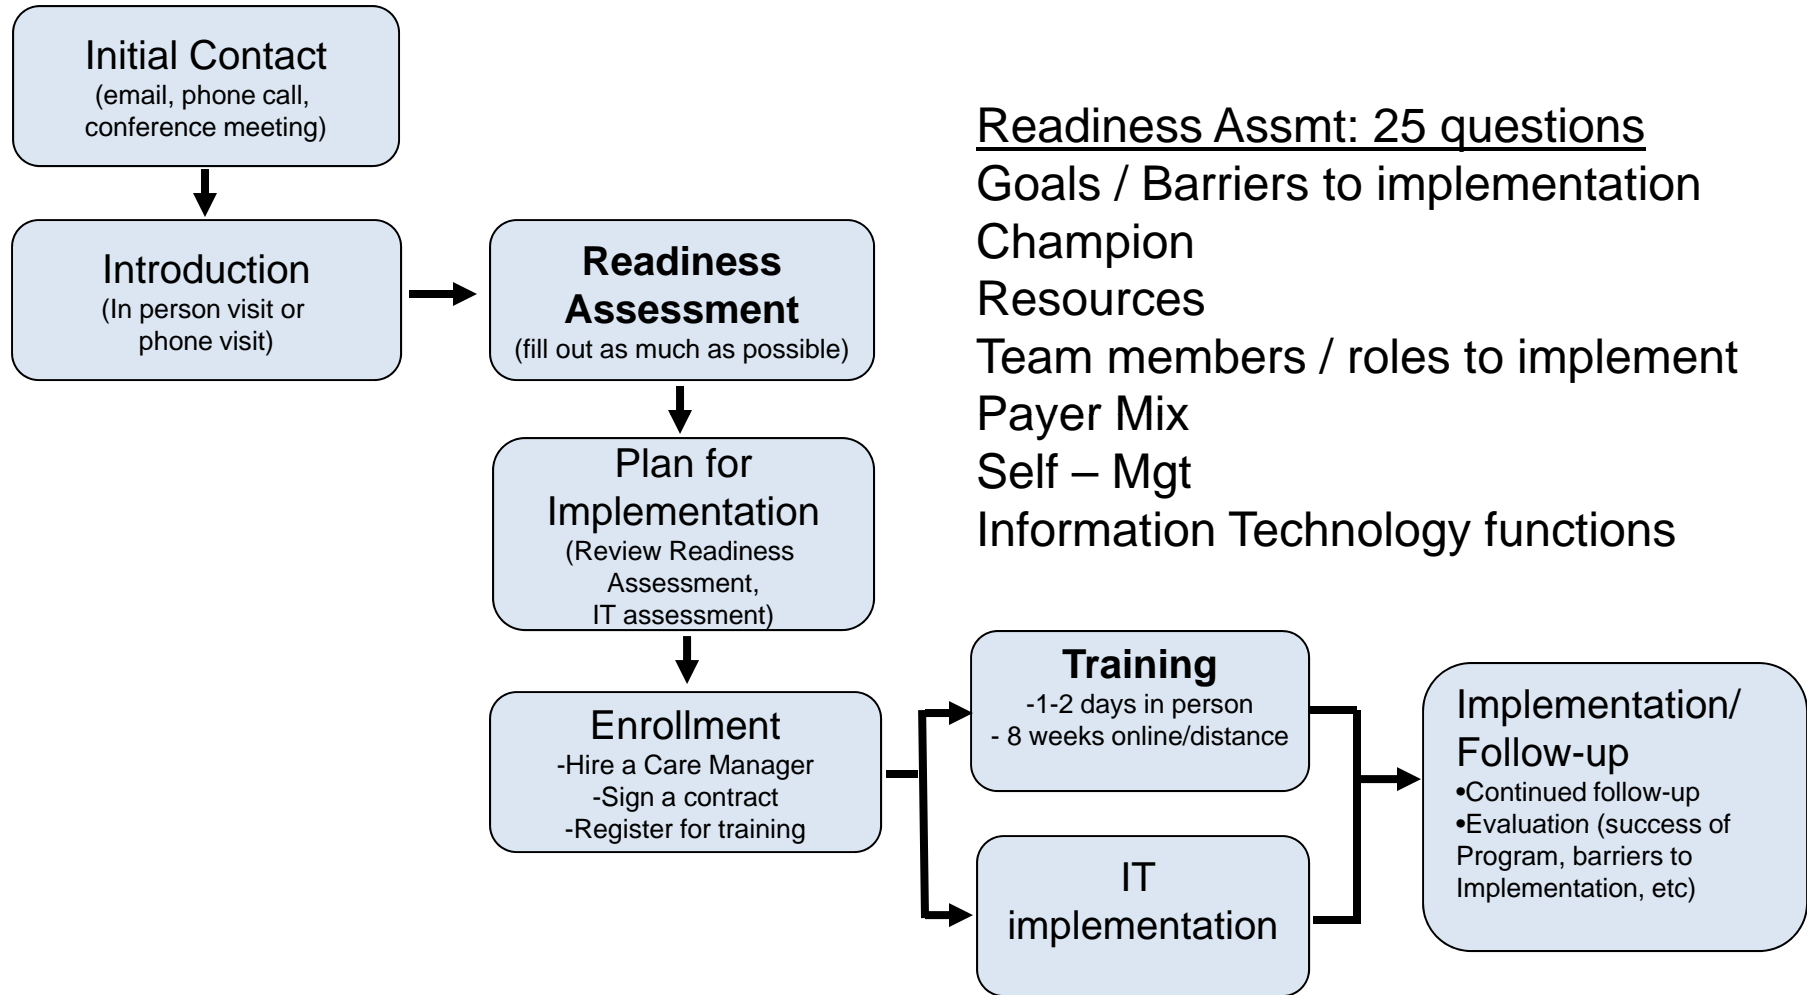 Initial Contact
(email, phone call,
conference meeting)
Introduction
(In person visit or
phone visit)
Readiness
Assessment
(fill out as much as possible)
Plan for
Implementation
(Review Readiness
Assessment,
IT assessment)
Enrollment
-Hire a Care Manager
-Sign a contract
-Register for training
Readiness Assmt: 25 questions
Goals / Barriers to implementation
Champion
Resources
Team members / roles to implement
Payer Mix
Self – Mgt
Information Technology functions
Training
-1-2 days in person
- 8 weeks online/distance
IT
implementation
Implementation/
Follow-up
•Continued follow-up
•Evaluation (success of
Program, barriers to
Implementation, etc)